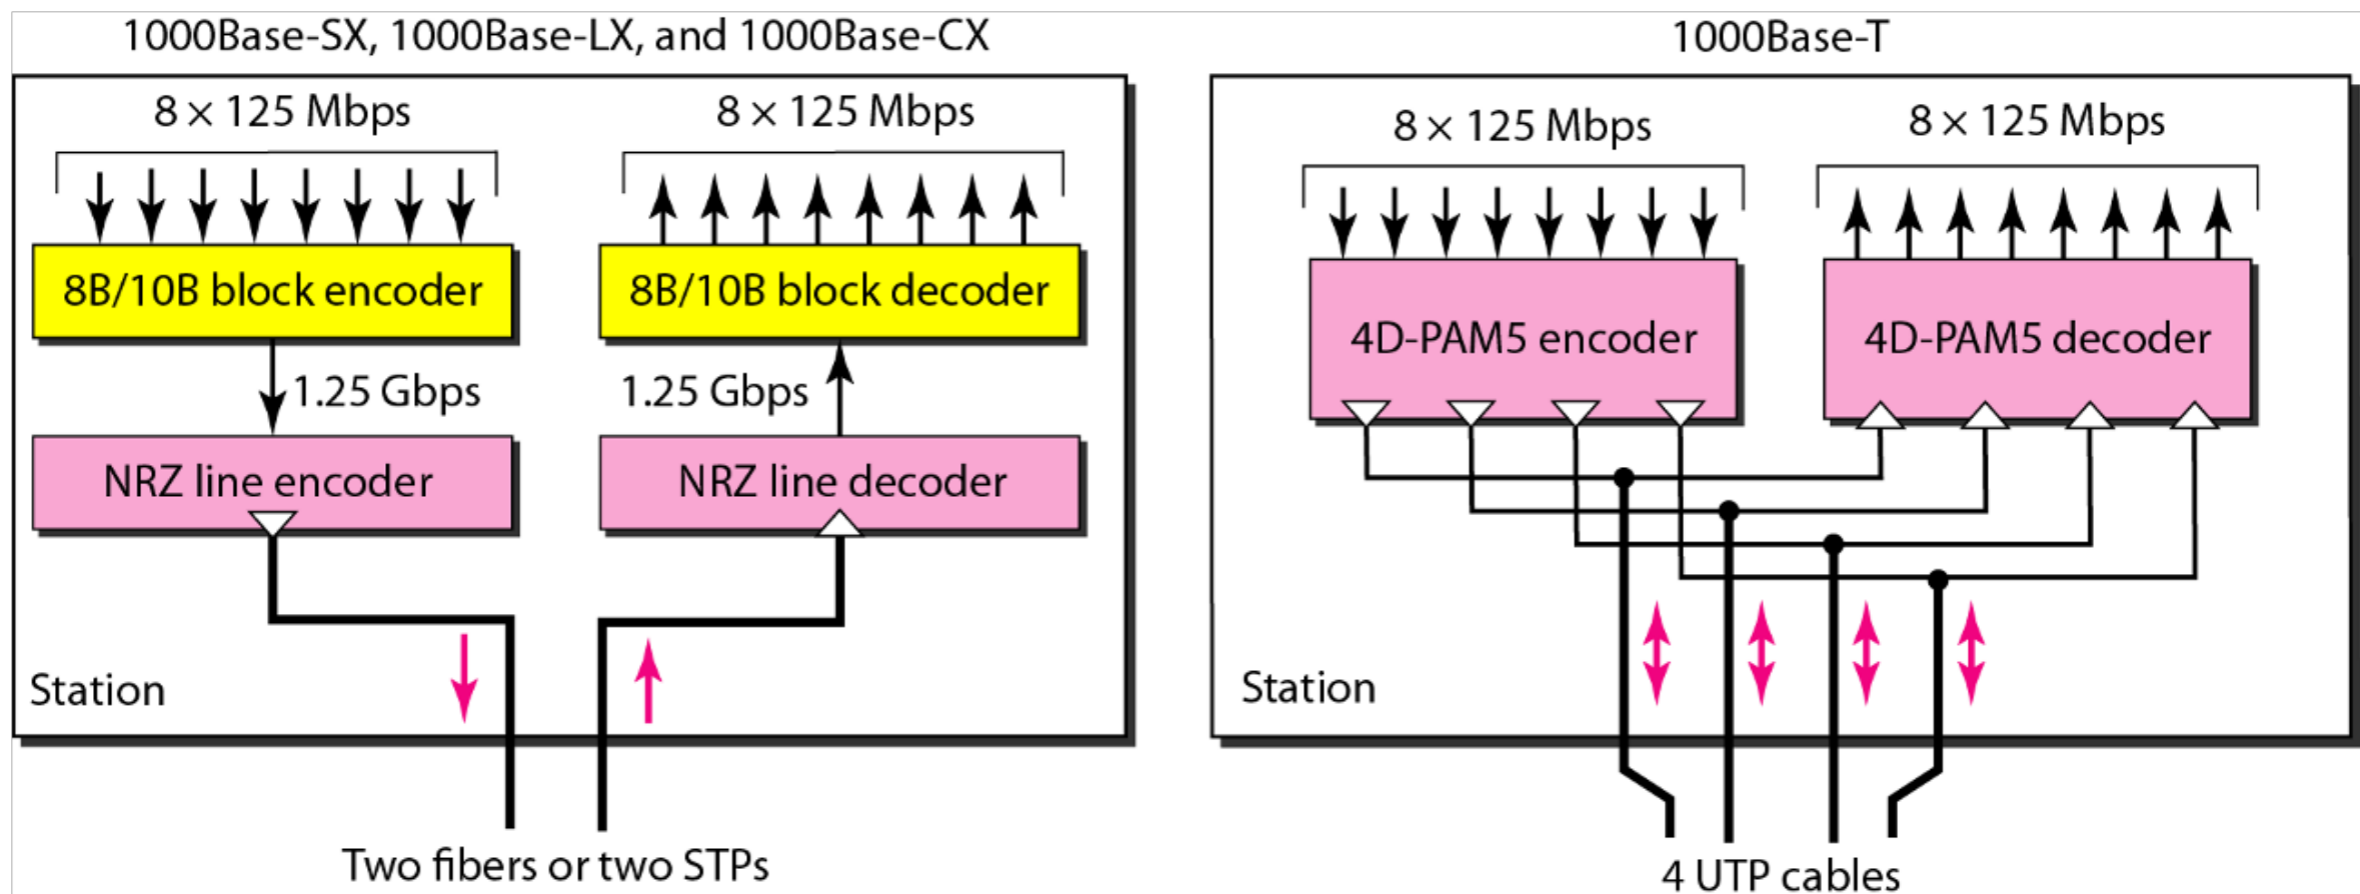 1000Base-SX, 1000Base-LX, and 1000Base-CX
8 × 125 Mbps
8 × 125 Mbps
8B/10B block encoder
8B/10B block decoder
1.25 Gbps
1.25 Gbps
NRZ line encoder
NRZ line decoder
Station
Two fibers or two STPs
1000Base-T
8 × 125 Mbps
8 × 125 Mbps
4D-PAM5 encoder
4D-PAM5 decoder
Station
4 UTP cables